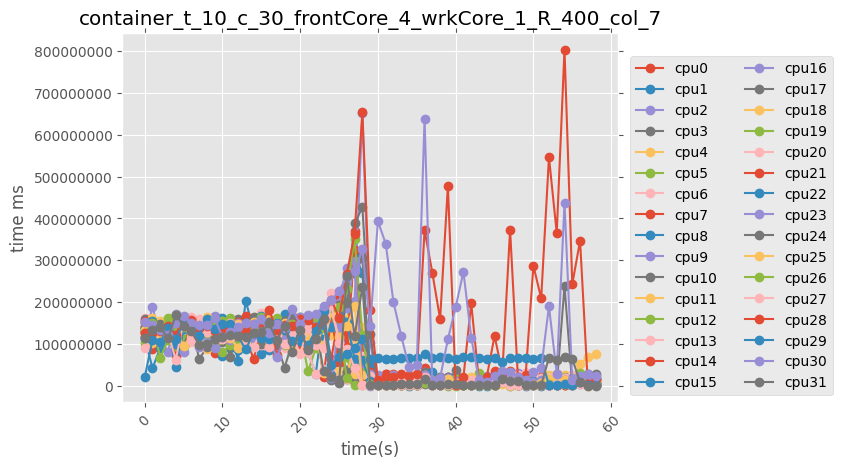 container_t_10_c_30_frontCore_4_wrkCore_1_R_400_col_7
time ms
800000000
700000000
600000000
500000000
400000000
300000000
200000000
100000000
0
0
10
20
30
40
50
60
time(s)
cpu0
cpu1
cpu2
cpu3
cpu4
cpu5
cpu6
cpu7
cpu8
cpu9
cpu10
cpu11
cpu12
cpu13
cpu14
cpu15
cpu16
cpu17
cpu18
cpu19
cpu20
cpu21
cpu22
cpu23
cpu24
cpu25
cpu26
cpu27
cpu28
cpu29
cpu30
cpu31